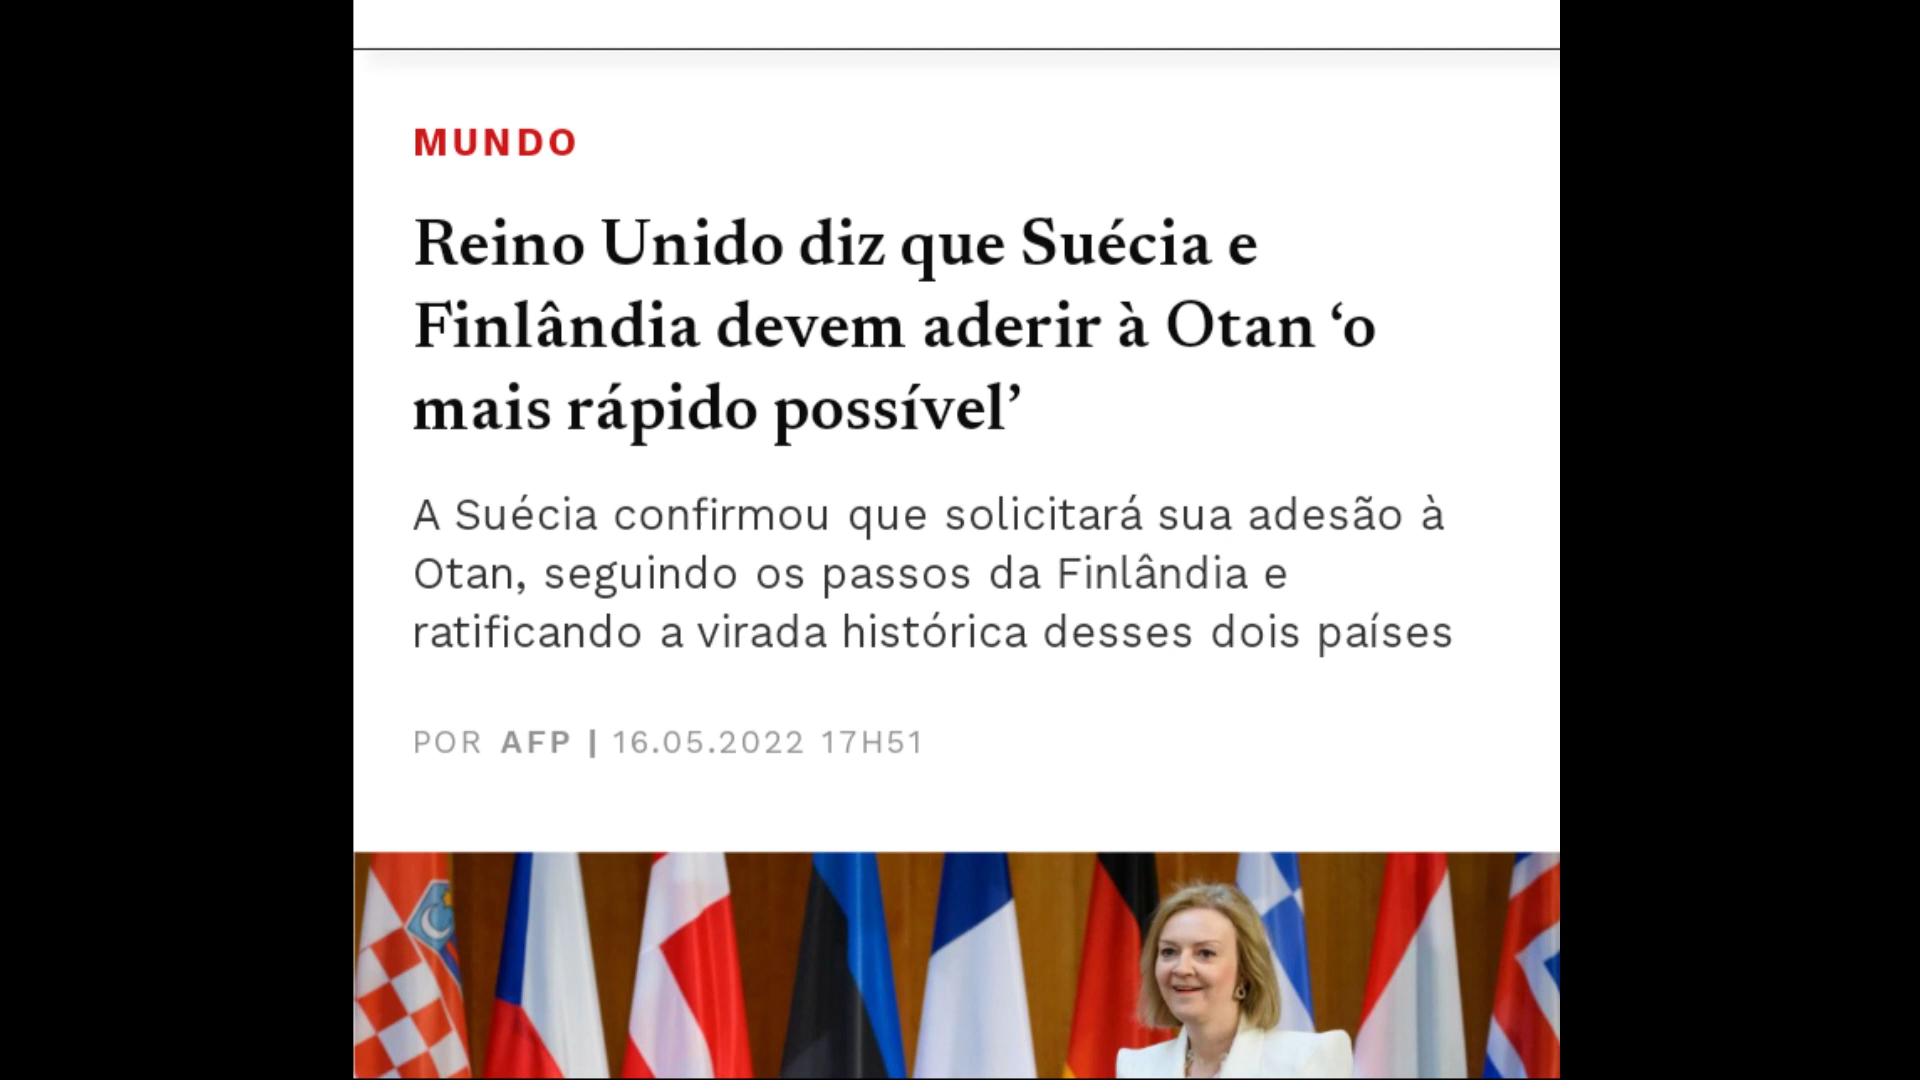 MUNDO
Reino Unido diz que Suécia e
Finlândia devem aderir à Otan ‘o
mais rápido possível’
A Suécia confirmou que solicitará sua adesão à
Otan, seguindo os passos da Finlândia e
ratificando a virada histórica desses dois países
POR AFP | 16.05.2022 17H51